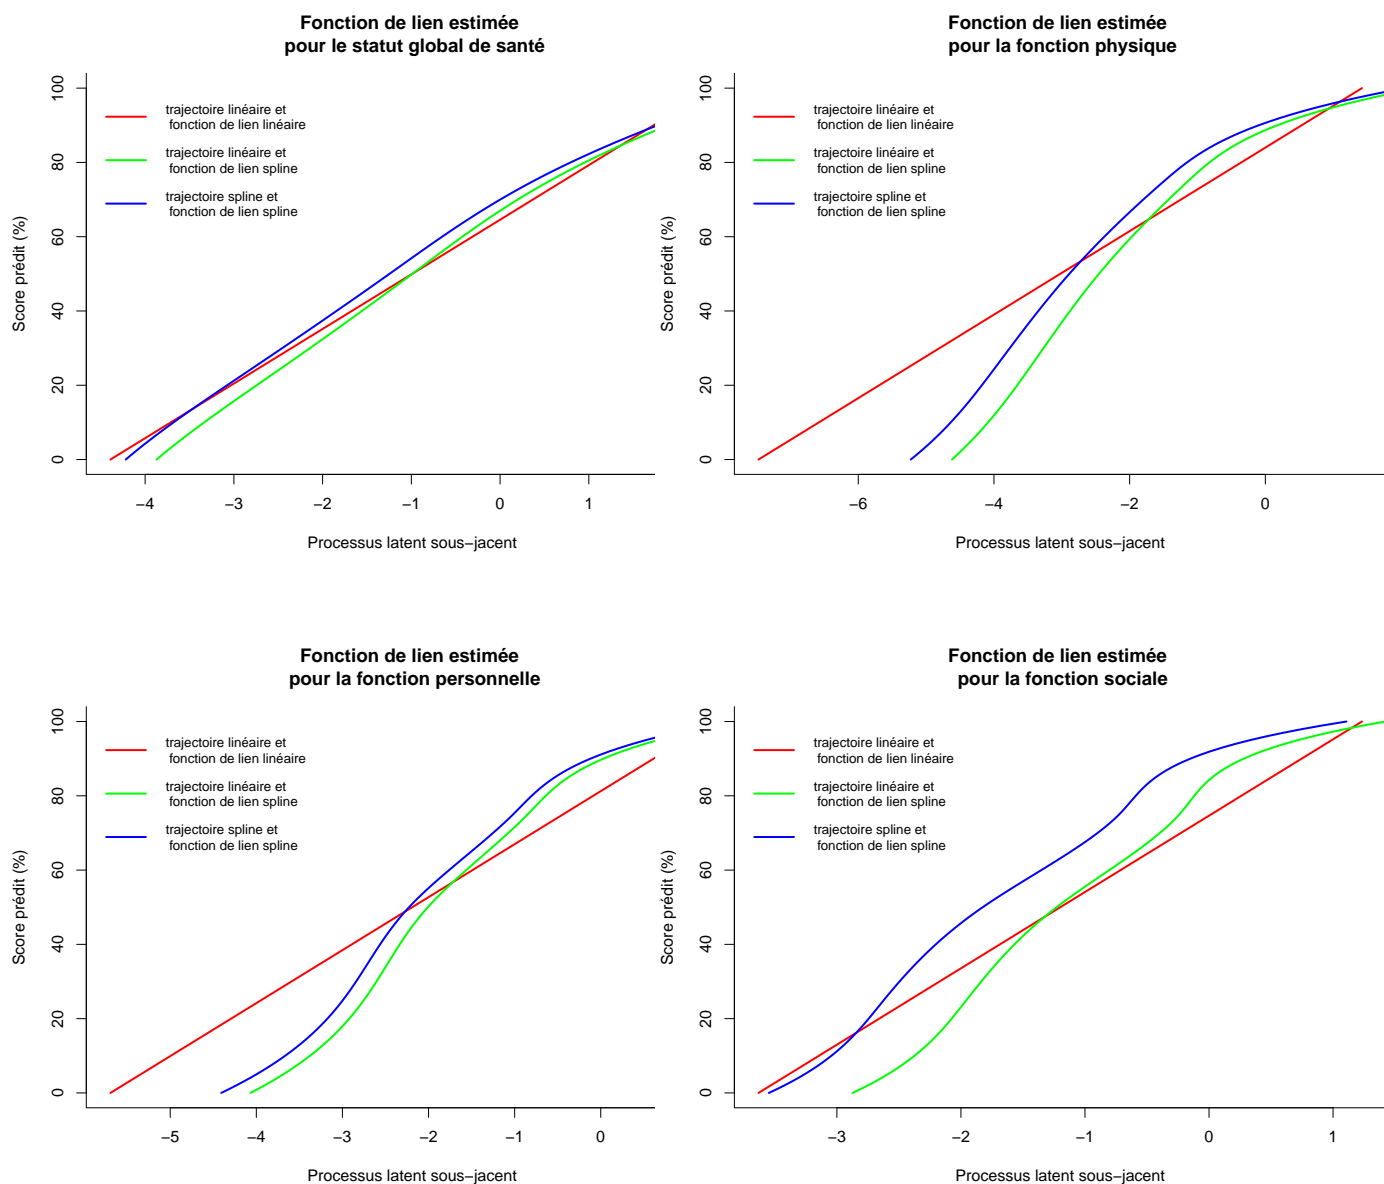 Fonction de lien estimée
pour le statut global de santé
100
80
60
40
20
0
Score prédit (%)
trajectoire linéaire et
fonction de lien linéaire
trajectoire linéaire et
fonction de lien spline
trajectoire spline et
fonction de lien spline
−4 −3 −2 −1 0 1
Processus latent sous−jacent
Fonction de lien estimée
pour la fonction physique
100
80
60
40
20
0
Score prédit (%)
trajectoire linéaire et
fonction de lien linéaire
trajectoire linéaire et
fonction de lien spline
trajectoire spline et
fonction de lien spline
−6 −4 −2 0
Processus latent sous−jacent
Fonction de lien estimée
pour la fonction personnelle
100
80
60
40
20
0
Score prédit (%)
trajectoire linéaire et
fonction de lien linéaire
trajectoire linéaire et
fonction de lien spline
trajectoire spline et
fonction de lien spline
−5 −4 −3 −2 −1 0
Processus latent sous−jacent
Fonction de lien estimée
pour la fonction sociale
100
80
60
40
20
0
Score prédit (%)
trajectoire linéaire et
fonction de lien linéaire
trajectoire linéaire et
fonction de lien spline
trajectoire spline et
fonction de lien spline
−3 −2 −1 0 1
Processus latent sous−jacent